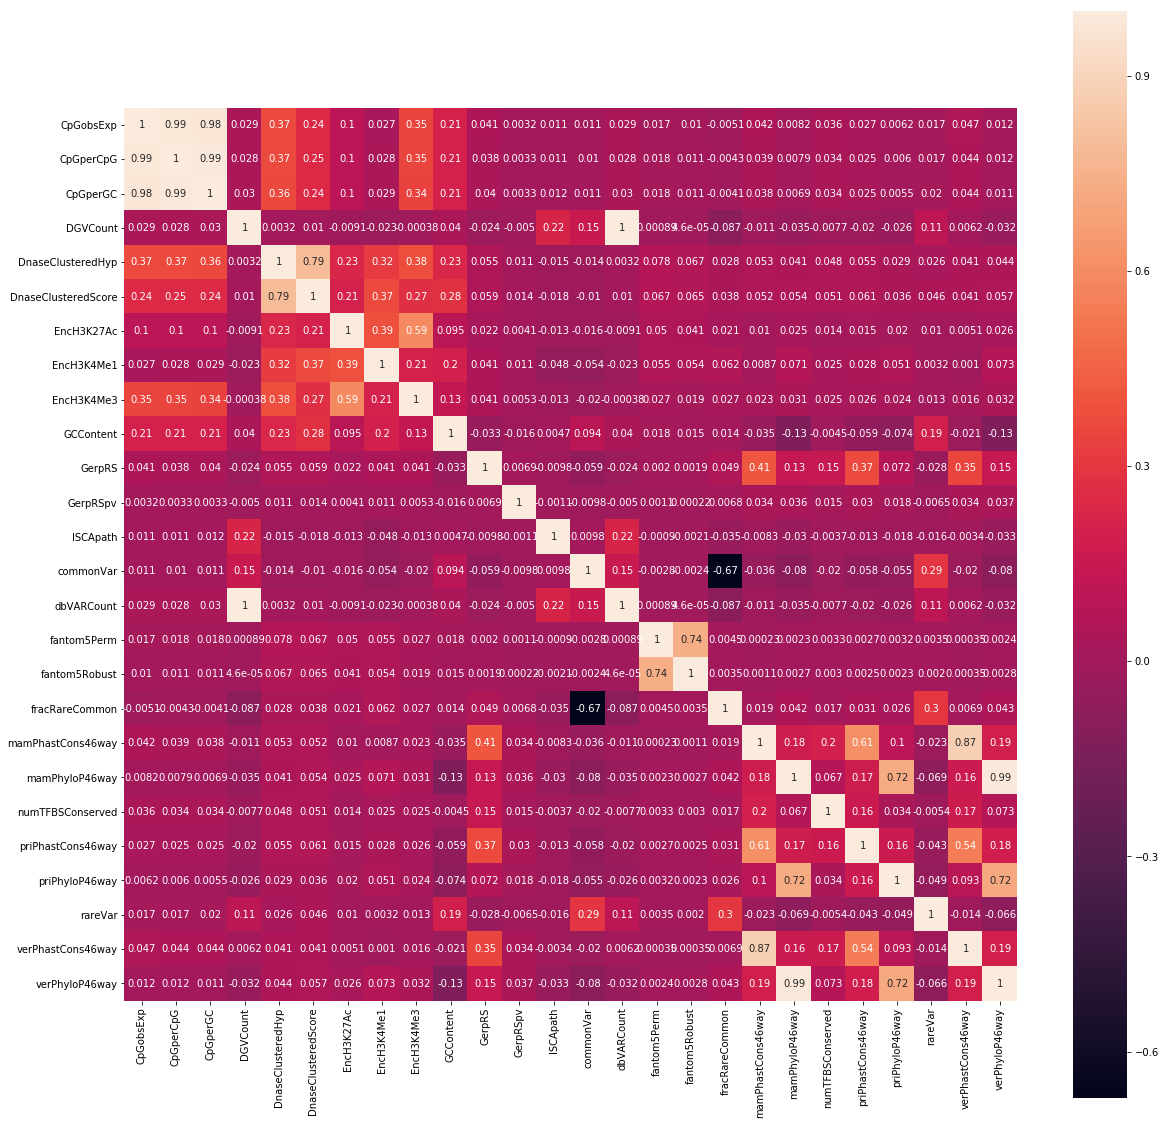 CpGobsExp 1 0.99 0.98 0.029 0.37 0.24 0.1 0.027 0.35 0.21 0.041 0.0032 0.011 0.011 0.029 0.017 0.01 -0.0051 0.042 0.0082 0.036 0.027 0.0062 0.017 0.047 0.012
CpGperCpG 0.99 1 0.99 0.028 0.37 0.25 0.1 0.028 0.35 0.21 0.038 0.0033 0.011 0.01 0.028 0.018 0.011 -0.0043 0.039 0.0079 0.034 0.025 0.006 0.017 0.044 0.012
CpGperGC 0.98 0.99 1 0.03 0.36 0.24 0.1 0.029 0.34 0.21 0.04 0.0033 0.012 0.011 0.03 0.018 0.011 -0.0041 0.038 0.0069 0.034 0.025 0.0055 0.02 0.044 0.011
DGVCount 0.029 0.028 0.03 1 0.0032 0.01 -0.0091 -0.023 -0.00038 0.04 -0.024 -0.005 0.22 0.15 1 0.00089 4.6e-05 -0.087 -0.011 -0.035 -0.0077 -0.02 -0.026 0.11 0.0062 -0.032
DnaseClusteredHyp 0.37 0.37 0.36 0.0032 1 0.79 0.23 0.32 0.38 0.23 0.055 0.011 -0.015 -0.014 0.0032 0.078 0.067 0.028 0.053 0.041 0.048 0.055 0.029 0.026 0.041 0.044
DnaseClusteredScore 0.24 0.25 0.24 0.01 0.79 1 0.21 0.37 0.27 0.28 0.059 0.014 -0.018 -0.01 0.01 0.067 0.065 0.038 0.052 0.054 0.051 0.061 0.036 0.046 0.041 0.057
EncH3K27Ac 0.1 0.1 0.1 -0.0091 0.23 0.21 1 0.39 0.59 0.095 0.022 0.0041 -0.013 -0.016 -0.0091 0.05 0.041 0.021 0.01 0.025 0.014 0.015 0.02 0.01 0.0051 0.026
EncH3K4Me1 0.027 0.028 0.029 -0.023 0.32 0.37 0.39 1 0.21 0.2 0.041 0.011 -0.048 -0.054 -0.023 0.055 0.054 0.062 0.0087 0.071 0.025 0.028 0.051 0.0032 0.001 0.073
EncH3K4Me3 0.35 0.35 0.34 -0.00038 0.38 0.27 0.59 0.21 1 0.13 0.041 0.0053 -0.013 -0.02 -0.00038 0.027 0.019 0.027 0.023 0.031 0.025 0.026 0.024 0.013 0.016 0.032
GCContent 0.21 0.21 0.21 0.04 0.23 0.28 0.095 0.2 0.13 1 -0.033 -0.016 0.0047 0.094 0.04 0.018 0.015 0.014 -0.035 -0.13 -0.0045 -0.059 -0.074 0.19 -0.021 -0.13
GerpRS 0.041 0.038 0.04 -0.024 0.055 0.059 0.022 0.041 0.041 -0.033 1 0.0069 -0.0098 -0.059 -0.024 0.002 0.0019 0.049 0.41 0.13 0.15 0.37 0.072 -0.028 0.35 0.15
GerpRSpv 0.0032 0.0033 0.0033 -0.005 0.011 0.014 0.0041 0.011 0.0053 -0.016 0.0069 1 -0.0011 -0.0098 -0.005 0.0011 0.00022 0.0068 0.034 0.036 0.015 0.03 0.018 -0.0065 0.034 0.037
ISCApath 0.011 0.011 0.012 0.22 -0.015 -0.018 -0.013 -0.048 -0.013 0.0047 -0.0098 -0.0011 1 0.0098 0.22 -0.0009 -0.0021 -0.035 -0.0083 -0.03 -0.0037 -0.013 -0.018 -0.016 -0.0034 -0.033
commonVar 0.011 0.01 0.011 0.15 -0.014 -0.01 -0.016 -0.054 -0.02 0.094 -0.059 -0.0098 0.0098 1 0.15 -0.0028 -0.0024 -0.67 -0.036 -0.08 -0.02 -0.058 -0.055 0.29 -0.02 -0.08
dbVARCount 0.029 0.028 0.03 1 0.0032 0.01 -0.0091 -0.023 -0.00038 0.04 -0.024 -0.005 0.22 0.15 1 0.00089 4.6e-05 -0.087 -0.011 -0.035 -0.0077 -0.02 -0.026 0.11 0.0062 -0.032
fantom5Perm 0.017 0.018 0.018 0.00089 0.078 0.067 0.05 0.055 0.027 0.018 0.002 0.0011 -0.0009 -0.0028 0.00089 1 0.74 0.0045 0.00023 0.0023 0.0033 0.0027 0.0032 0.0035 0.00035 0.0024
fantom5Robust 0.01 0.011 0.011 4.6e-05 0.067 0.065 0.041 0.054 0.019 0.015 0.0019 0.00022 -0.0021 -0.0024 4.6e-05 0.74 1 0.0035 0.0011 0.0027 0.003 0.0025 0.0023 0.002 0.00035 0.0028
fracRareCommon -0.0051 -0.0043 -0.0041 -0.087 0.028 0.038 0.021 0.062 0.027 0.014 0.049 0.0068 -0.035 -0.67 -0.087 0.0045 0.0035 1 0.019 0.042 0.017 0.031 0.026 0.3 0.0069 0.043
mamPhastCons46way 0.042 0.039 0.038 -0.011 0.053 0.052 0.01 0.0087 0.023 -0.035 0.41 0.034 -0.0083 -0.036 -0.011 0.00023 0.0011 0.019 1 0.18 0.2 0.61 0.1 -0.023 0.87 0.19
mamPhyloP46way 0.0082 0.0079 0.0069 -0.035 0.041 0.054 0.025 0.071 0.031 -0.13 0.13 0.036 -0.03 -0.08 -0.035 0.0023 0.0027 0.042 0.18 1 0.067 0.17 0.72 -0.069 0.16 0.99
numTFBSConserved 0.036 0.034 0.034 -0.0077 0.048 0.051 0.014 0.025 0.025 -0.0045 0.15 0.015 -0.0037 -0.02 -0.0077 0.0033 0.003 0.017 0.2 0.067 1 0.16 0.034 -0.0054 0.17 0.073
priPhastCons46way 0.027 0.025 0.025 -0.02 0.055 0.061 0.015 0.028 0.026 -0.059 0.37 0.03 -0.013 -0.058 -0.02 0.0027 0.0025 0.031 0.61 0.17 0.16 1 0.16 -0.043 0.54 0.18
priPhyloP46way 0.0062 0.006 0.0055 -0.026 0.029 0.036 0.02 0.051 0.024 -0.074 0.072 0.018 -0.018 -0.055 -0.026 0.0032 0.0023 0.026 0.1 0.72 0.034 0.16 1 -0.049 0.093 0.72
rareVar 0.017 0.017 0.02 0.11 0.026 0.046 0.01 0.0032 0.013 0.19 -0.028 -0.0065 -0.016 0.29 0.11 0.0035 0.002 0.3 -0.023 -0.069 -0.0054 -0.043 -0.049 1 -0.014 -0.066
verPhastCons46way 0.047 0.044 0.044 0.0062 0.041 0.041 0.0051 0.001 0.016 -0.021 0.35 0.034 -0.0034 -0.02 0.0062 0.00035 0.00035 0.0069 0.87 0.16 0.17 0.54 0.093 -0.014 1 0.19
verPhyloP46way 0.012 0.012 0.011 -0.032 0.044 0.057 0.026 0.073 0.032 -0.13 0.15 0.037 -0.033 -0.08 -0.032 0.0024 0.0028 0.043 0.19 0.99 0.073 0.18 0.72 -0.066 0.19 1
CpGobsExp
CpGperCpG
CpGperGC
DGVCount
DnaseClusteredHyp
DnaseClusteredScore
EncH3K27Ac
EncH3K4Me1
EncH3K4Me3
GCContent
GerpRS
GerpRSpv
ISCApath
commonVar
dbVARCount
fantom5Perm
fantom5Robust
fracRareCommon
mamPhastCons46way
mamPhyloP46way
numTFBSConserved
priPhastCons46way
priPhyloP46way
rareVar
verPhastCons46way
verPhyloP46way
0.9
0.6
0.3
0.0
−0.3
−0.6